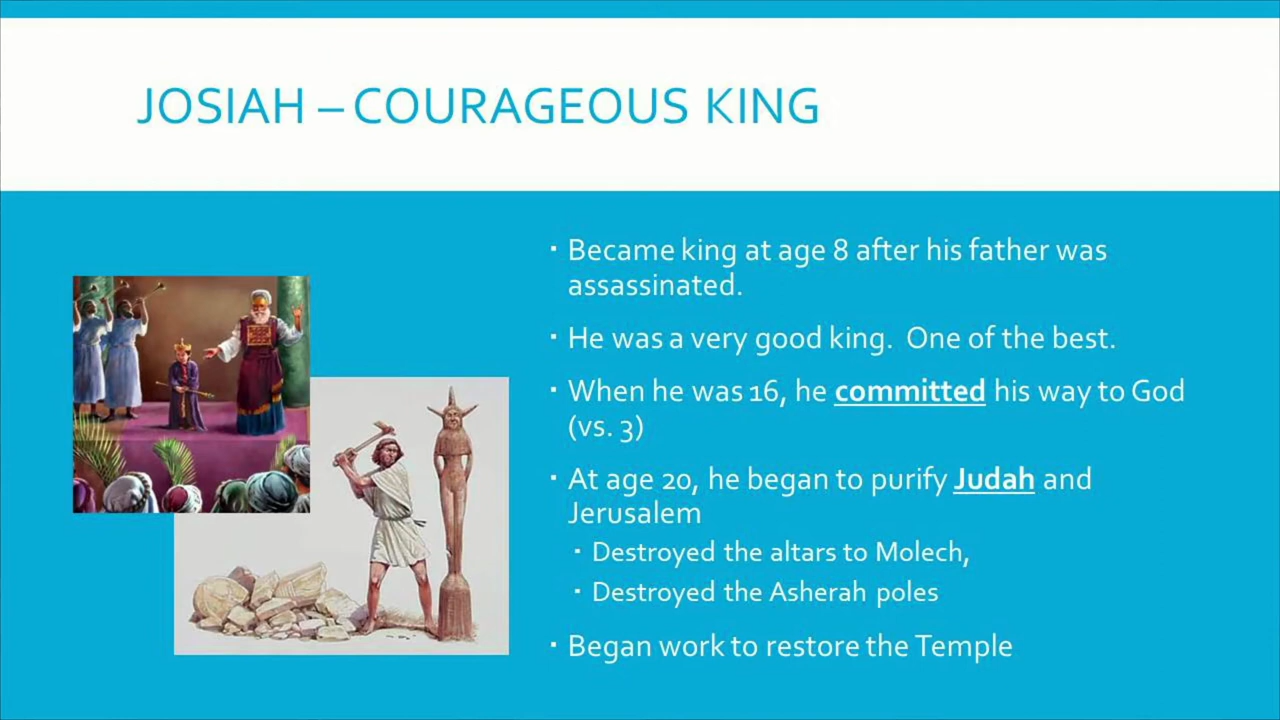 JOSIAH – COURAGEOUS KING
▪ Became king at age 8 after his father was
assassinated.
▪ He was a very good king.  One of the best.
▪ When he was 16, he committed his way to God
(vs. 3)
▪ At age 20, he began to purify Judah and
Jerusalem
▪ Destroyed the altars to Molech,
▪ Destroyed the Asherah poles
▪ Began work to restore the Temple